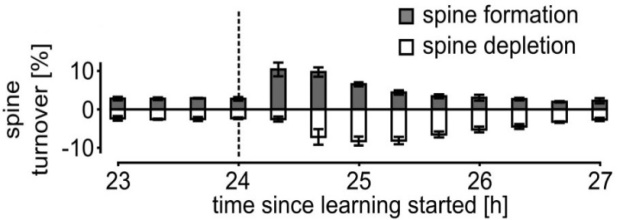 spine formation
spine depletion
spine
turnover [%]
10
0
-10
23 24 25 26 27
time since learning started [h]